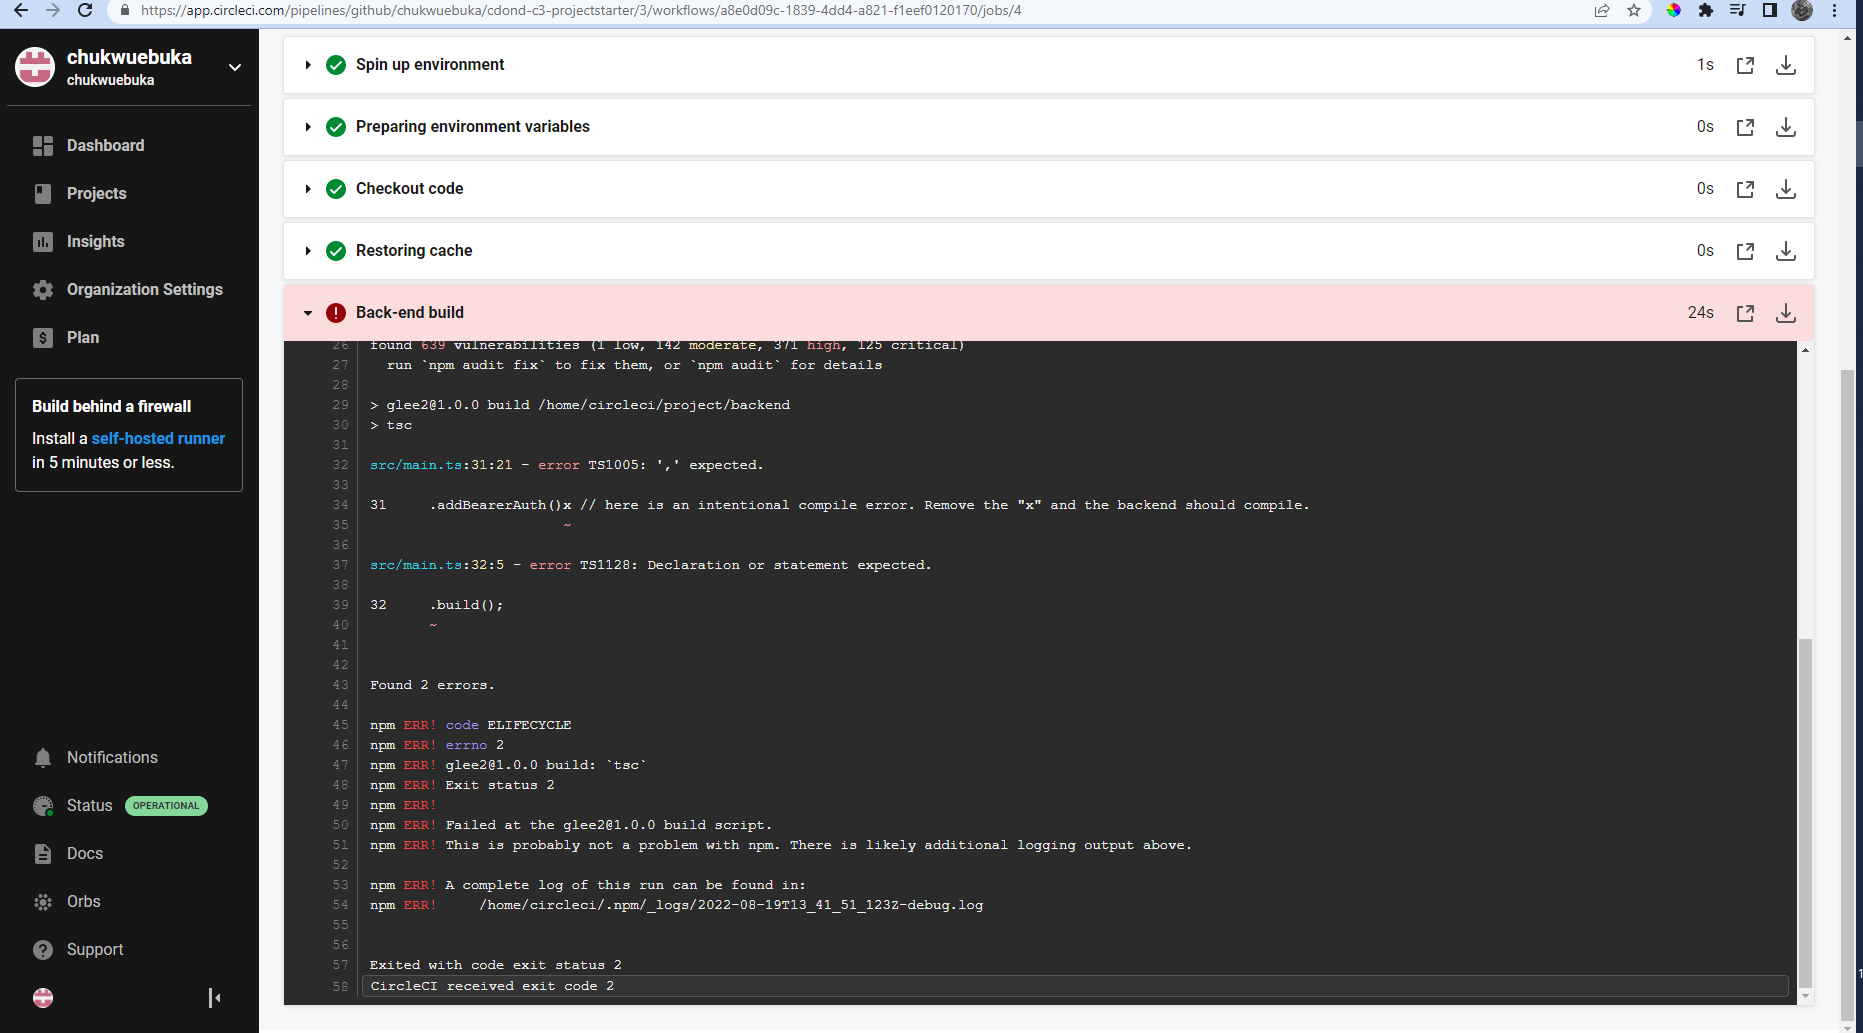 https://app.circleci.com/pipelines/github/chukwuebuka/cdond-c3-projectstarter/3/workflows/a8e0d09c-1839-4dd4-a821-f1eef0120170/jobs/4
chukwuebuka
chukwuebuka
Dashboard
Projects
Insights
Organization Settings
Plan
Build behind a firewall
Install a self-hosted runner
in 5 minutes or less.
Notifications
Status OPERATIONAL
Docs
Orbs
Support
Spin up environment 1s
Preparing environment variables 0s
Checkout code 0s
Restoring cache 0s
Back-end build 24s
26 found 639 vulnerabilities (1 low, 142 moderate, 371 high, 125 critical)
27 run `npm audit fix` to fix them, or `npm audit` for details
28
29 > glee2@1.0.0 build /home/circleci/project/backend
30 > tsc
31
32 src/main.ts:31:21 - error TS1005: ',' expected.
33
34 31 .addBearerAuth()x // here is an intentional compile error. Remove the "x" and the backend should compile.
35 ~
36
37 src/main.ts:32:5 - error TS1128: Declaration or statement expected.
38
39 32 .build();
40 ~
41
42
43 Found 2 errors.
44
45 npm ERR! code ELIFECYCLE
46 npm ERR! errno 2
47 npm ERR! glee2@1.0.0 build: `tsc`
48 npm ERR! Exit status 2
49 npm ERR!
50 npm ERR! Failed at the glee2@1.0.0 build script.
51 npm ERR! This is probably not a problem with npm. There is likely additional logging output above.
52
53 npm ERR! A complete log of this run can be found in:
54 npm ERR! /home/circleci/.npm/_logs/2022-08-19T13_41_51_123Z-debug.log
55
56
57 Exited with code exit status 2
58 CircleCI received exit code 2